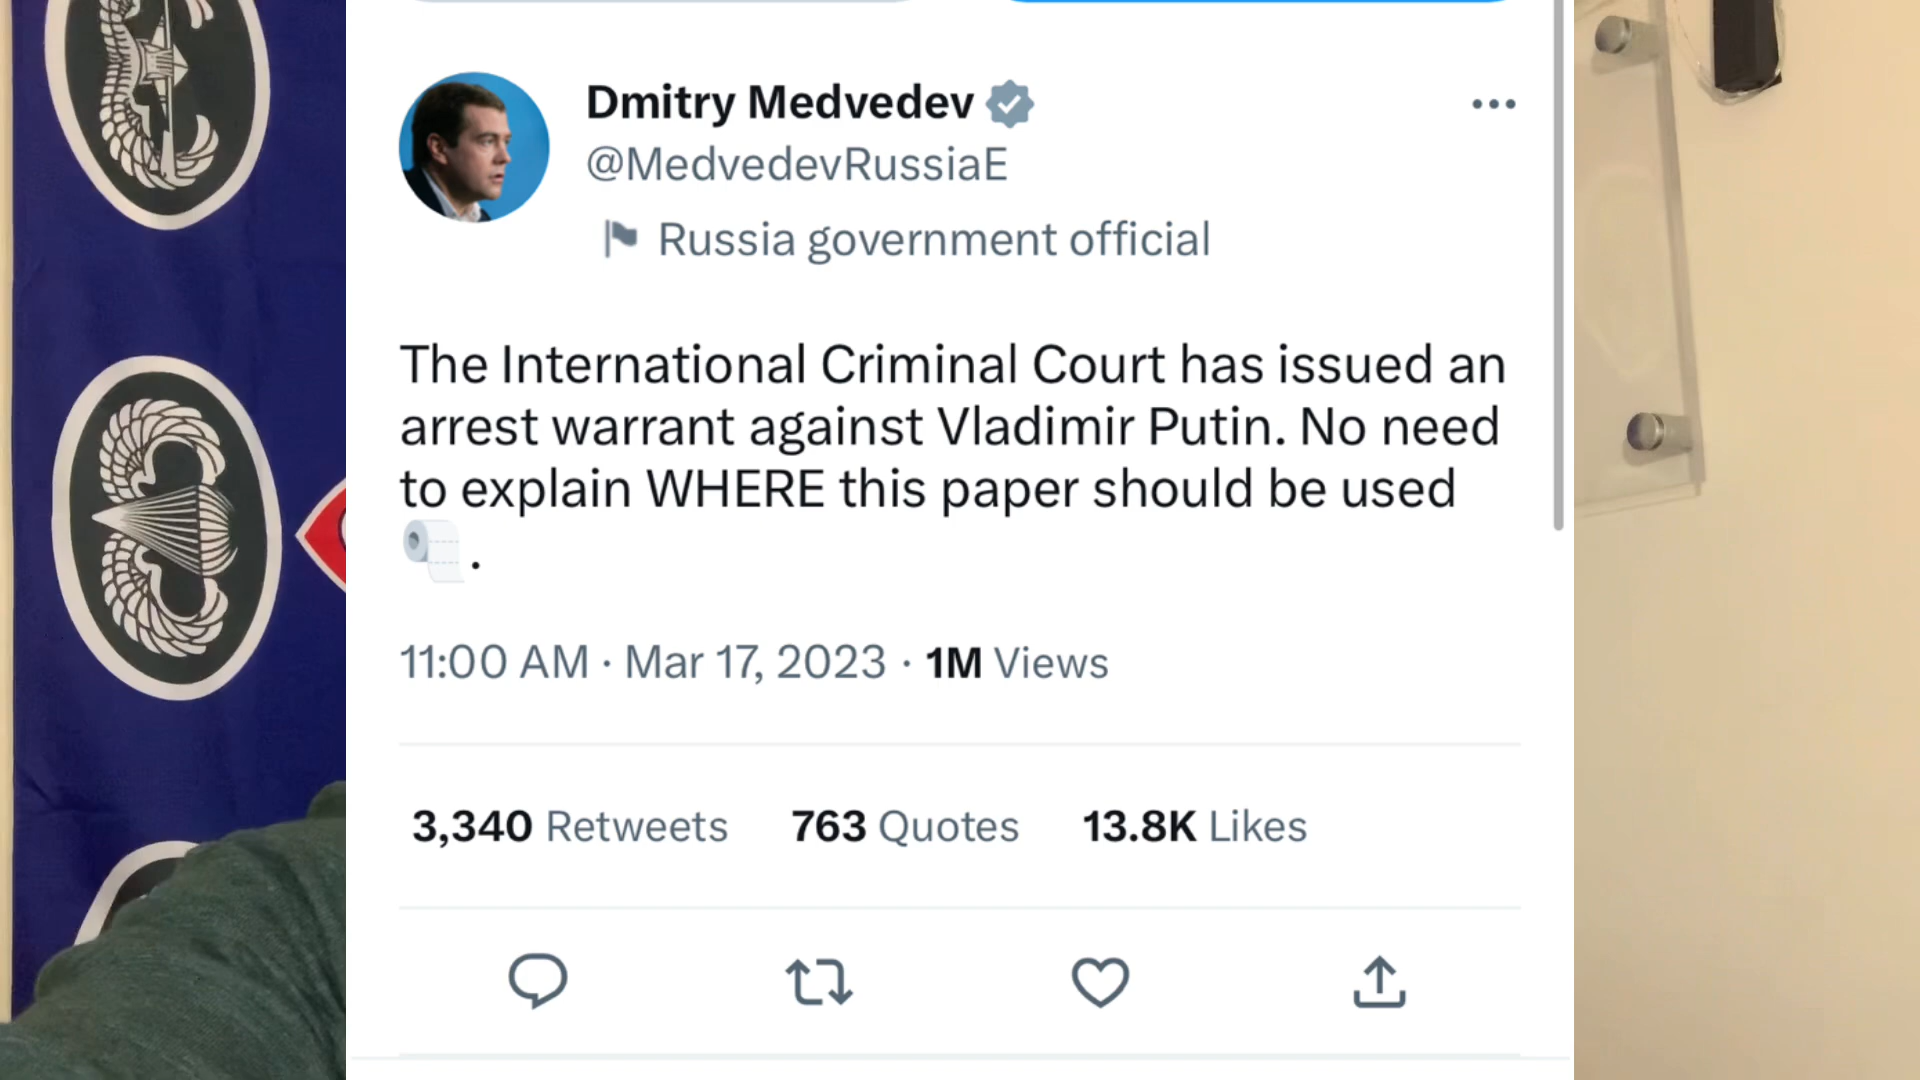 Dmitry Medvedev
@MedvedevRussiaE
Russia government official
The International Criminal Court has issued an
arrest warrant against Vladimir Putin. No need
to explain WHERE this paper should be used
🧻.
11:00 AM · Mar 17, 2023 · 1M Views
3,340 Retweets 763 Quotes 13.8K Likes